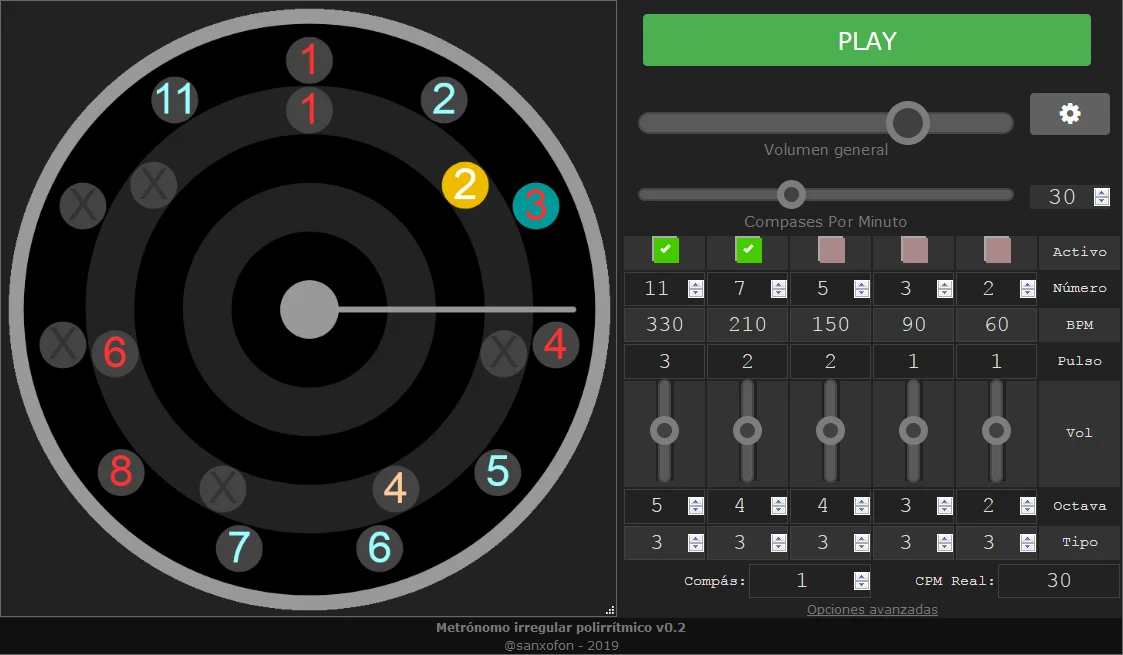 1
11 2
1
X 2
X 3
X 6 X 4
8 5
X 4
7 6
PLAY
Volumen general
30
Compases Por Minuto
Activo
11 7 5 3 2 Número
330 210 150 90 60 BPM
3 2 2 1 1 Pulso
Vol
5 4 4 3 2 Octava
3 3 3 3 3 Tipo
Compás: 1 CPM Real: 30
Opciones avanzadas
Metrónomo irregular polirrítmico v0.2
@sanxofon - 2019